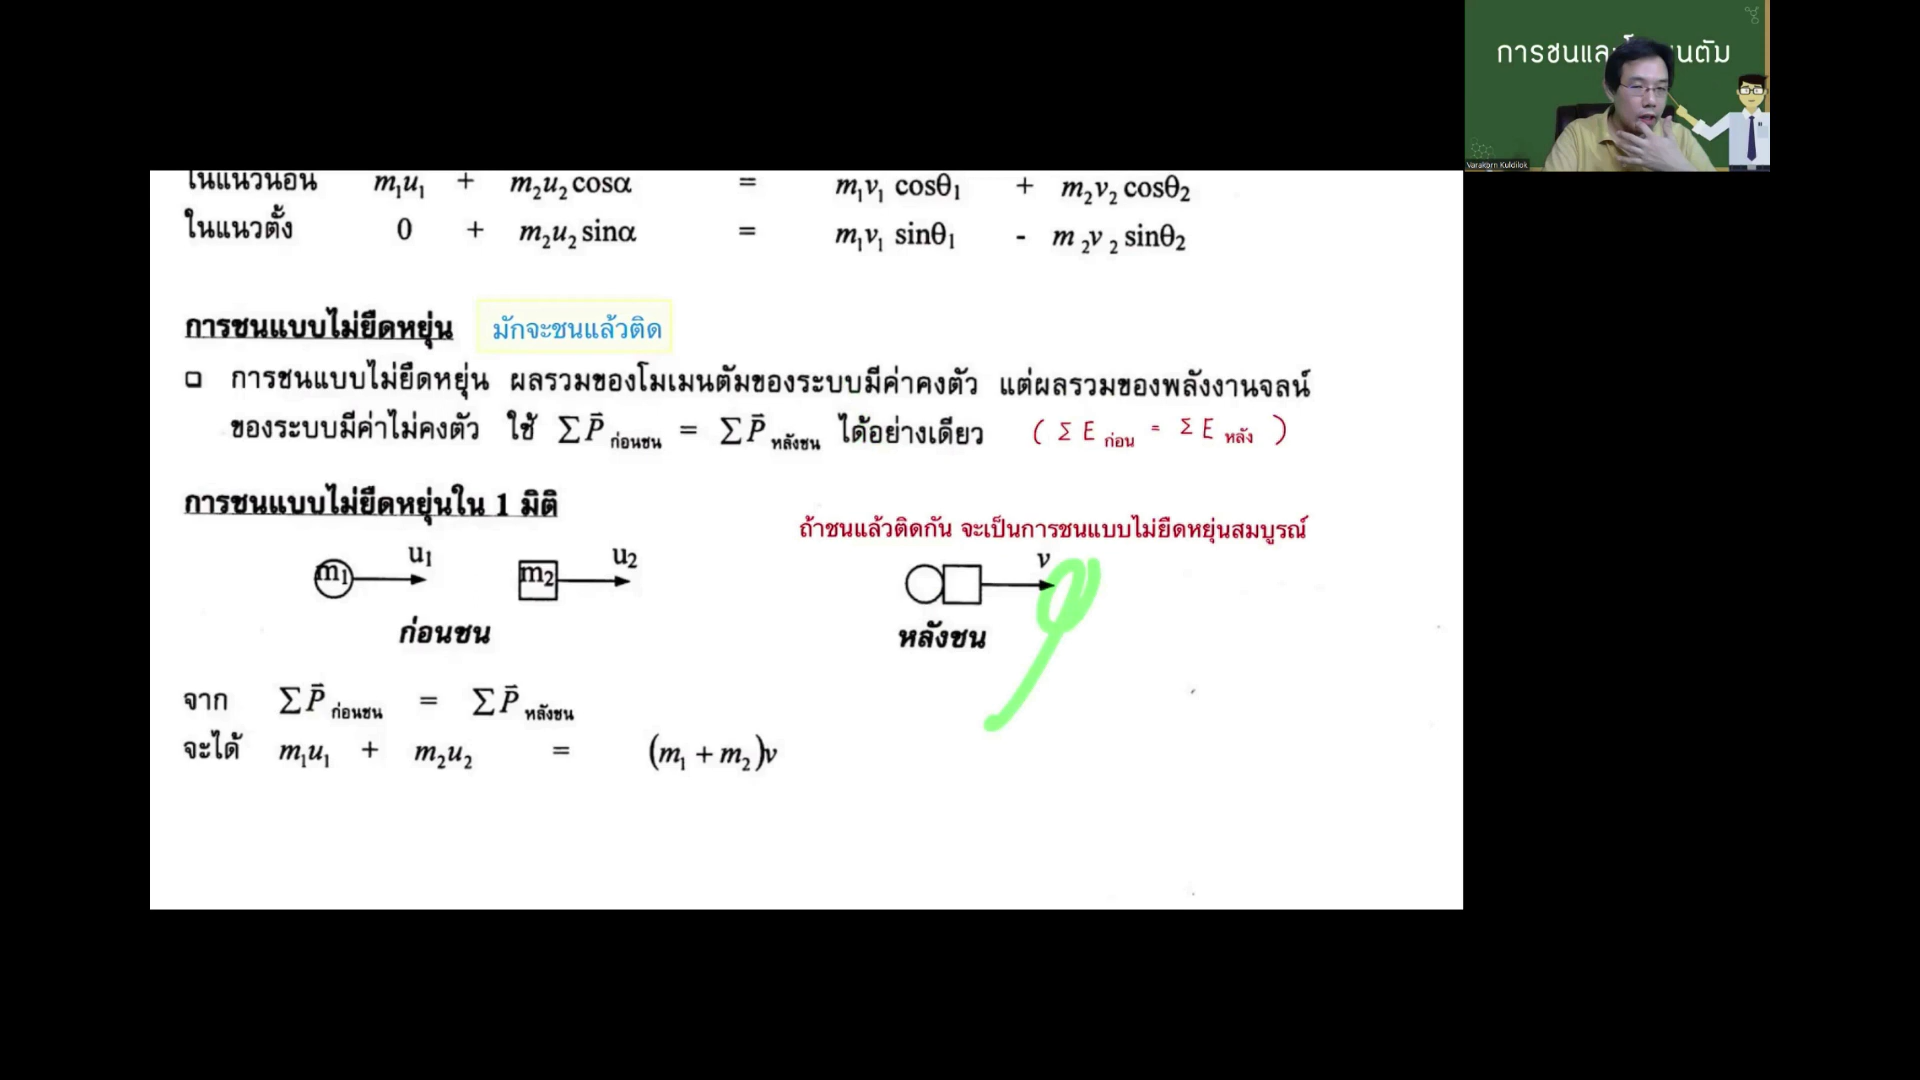 การชนและโมเมนตัม
Varakorn Kuldilok
ในแนวนอน m₁u₁ + m₂u₂cosα = m₁v₁ cosθ₁ + m₂v₂ cosθ₂
ในแนวตั้ง 0 + m₂u₂ sinα = m₁v₁ sinθ₁ - m₂v₂ sinθ₂
การชนแบบไม่ยืดหยุ่น มักจะชนแล้วติด
❑ การชนแบบไม่ยืดหยุ่น ผลรวมของโมเมนตัมของระบบมีค่าคงตัว แต่ผลรวมของพลังงานจลน์
ของระบบมีค่าไม่คงตัว ใช้ ∑P⃗ ก่อนชน = ∑P⃗ หลังชน ได้อย่างเดียว ( ΣE ก่อน = ΣE หลัง )
การชนแบบไม่ยืดหยุ่นใน 1 มิติ
ถ้าชนแล้วติดกัน จะเป็นการชนแบบไม่ยืดหยุ่นสมบูรณ์
m₁ u₁ m₂ u₂ v
ก่อนชน หลังชน
จาก ∑P⃗ ก่อนชน = ∑P⃗ หลังชน
จะได้ m₁u₁ + m₂u₂ = (m₁ + m₂)v